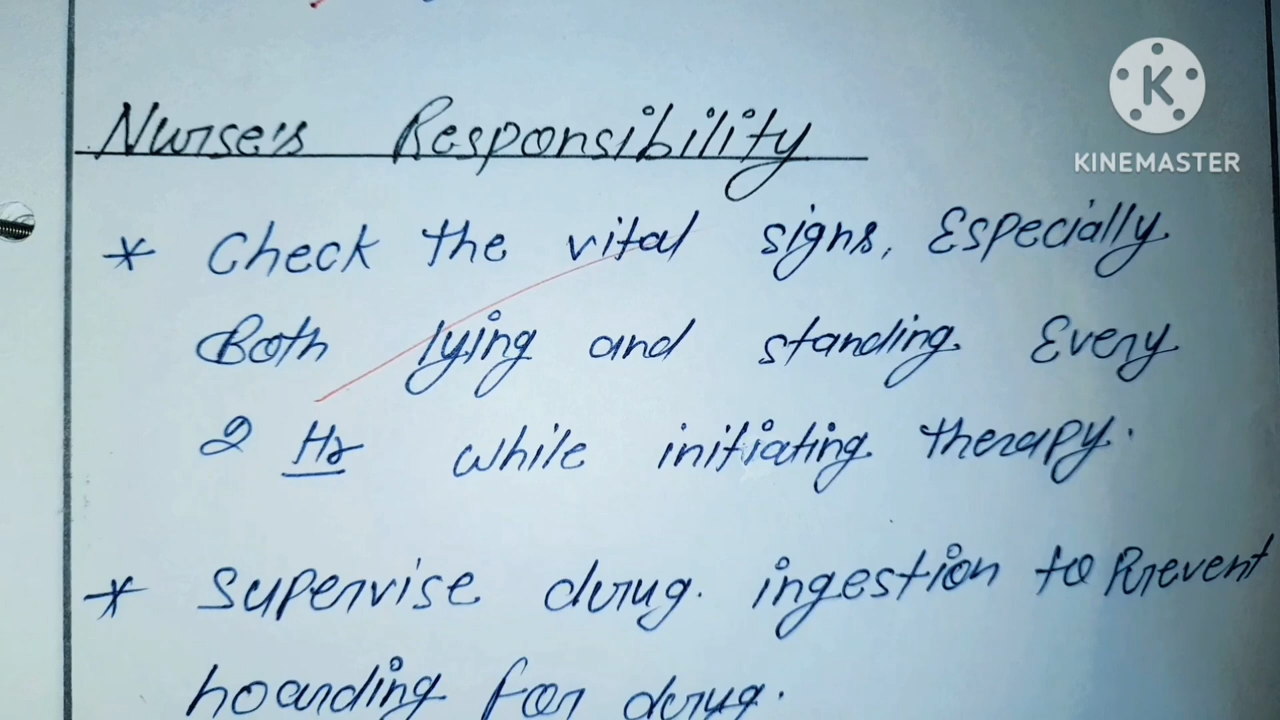 Nurse's Responsibility
KINEMASTER
* Check the vital signs, Especially
Both lying and standing Every
2 Hr while initiating therapy.
* Supervise drug. ingestion to Prevent
hoarding for drug.